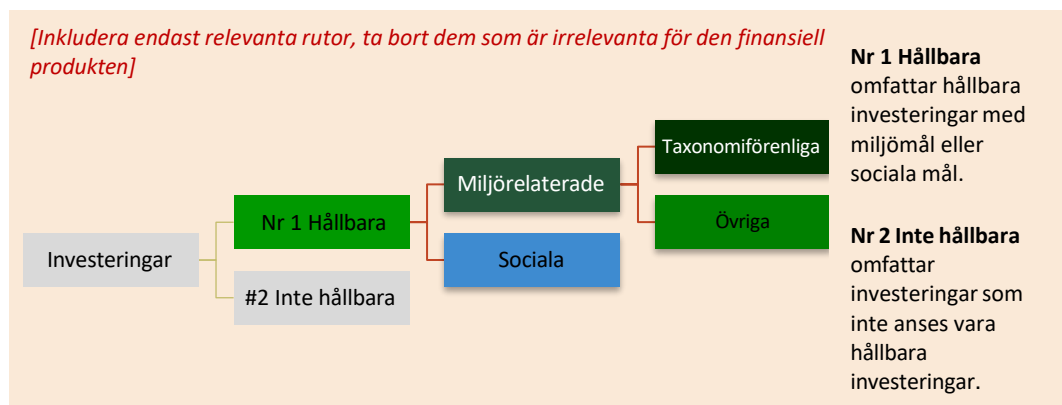 [Inkludera endast relevanta rutor, ta bort dem som är irrelevanta för den finansiell
produkten]
Investeringar
Nr 1 Hållbara
#2 Inte hållbara
Miljörelaterade
Sociala
Taxonomiförenliga
Övriga
Nr 1 Hållbara
omfattar hållbara
investeringar med
miljömål eller
sociala mål.
Nr 2 Inte hållbara
omfattar
investeringar som
inte anses vara
hållbara
investeringar.